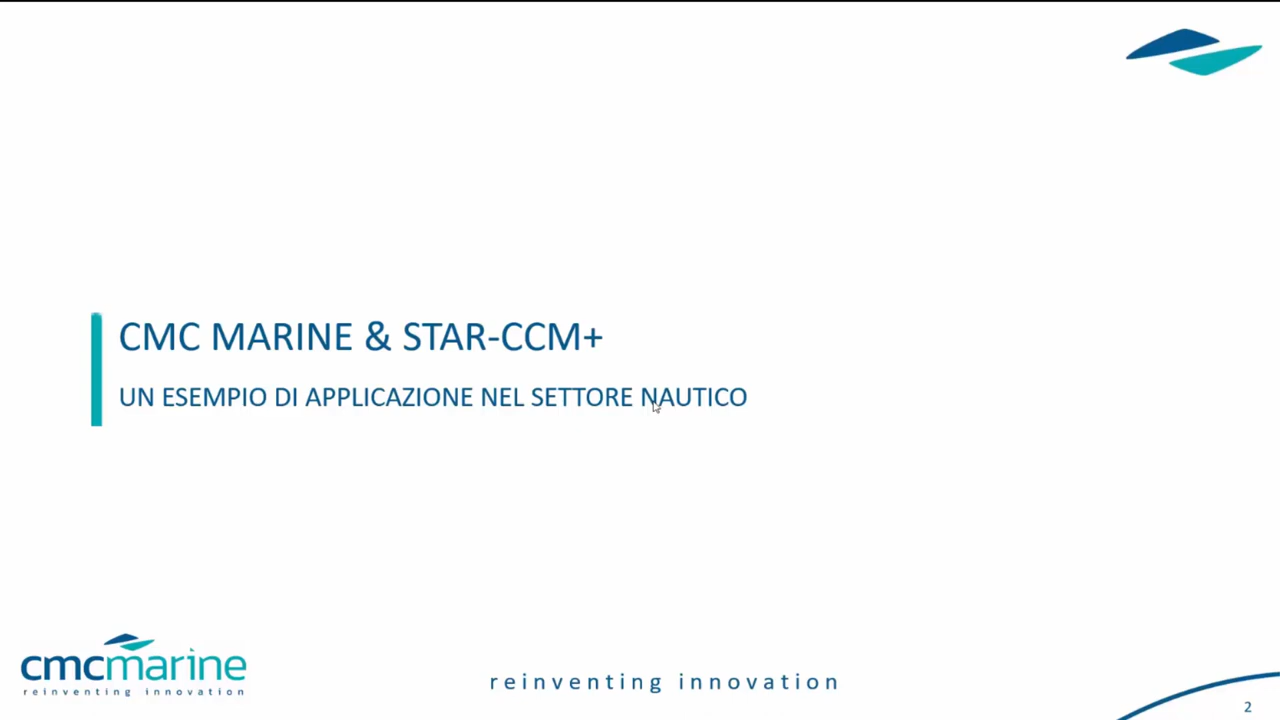 CMC MARINE & STAR-CCM+
UN ESEMPIO DI APPLICAZIONE NEL SETTORE NAUTICO
cmcmarine
reinventing innovation
reinventing innovation
2